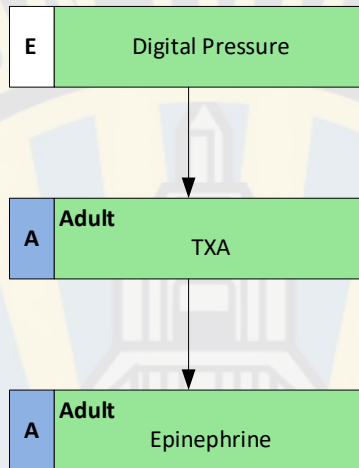 E
Digital Pressure
A
Adult
TXA
A
Adult
Epinephrine